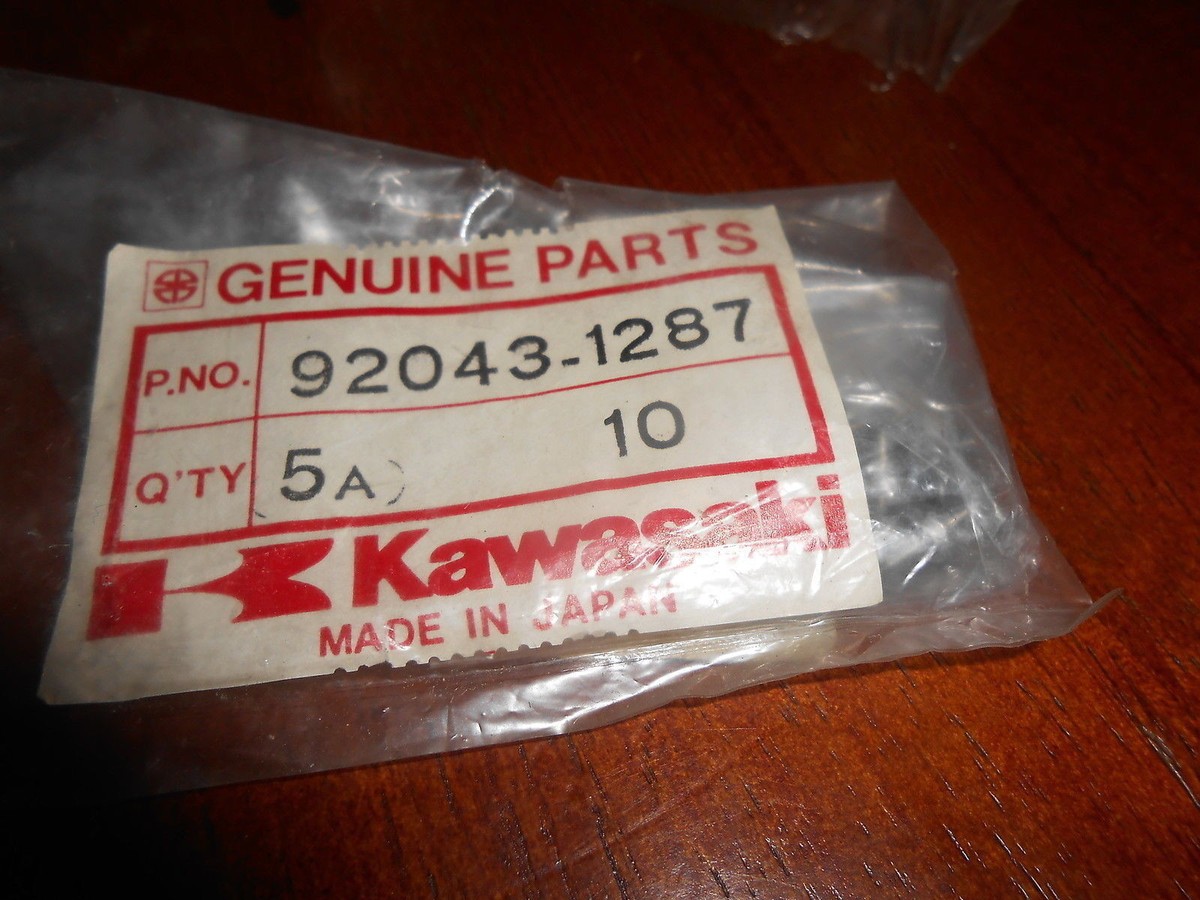 GENUINE PARTS
P.NO. 92043-1287
Q'TY (5A) 10
Kawasaki
MADE IN JAPAN